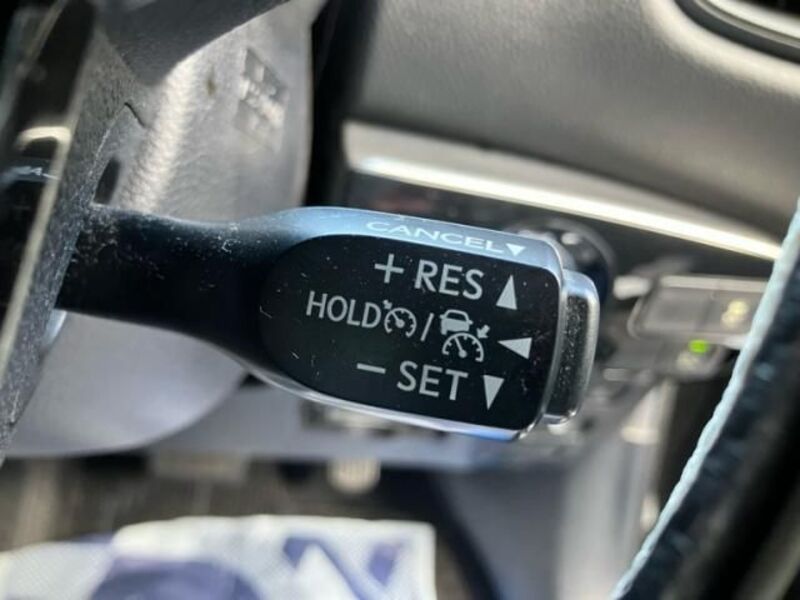 CANCEL▼
+ RES ▲
HOLD / ◀
− SET ▼